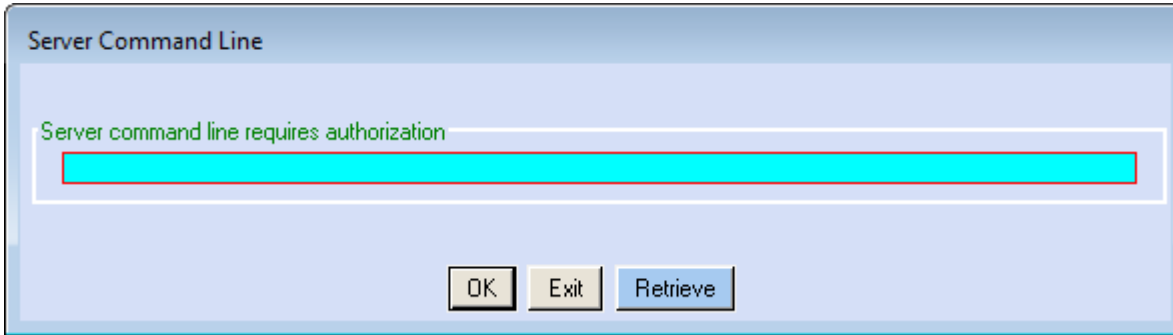 Server Command Line
Server command line requires authorization
OK Exit Retrieve